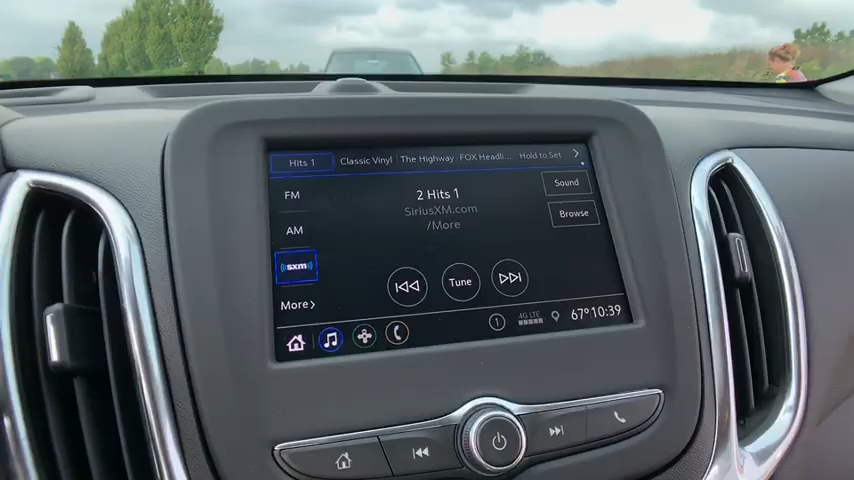 Hits 1 Classic Vinyl The Highway FOX Headli... Hold to Set
FM
2 Hits 1
Sound
SiriusXM.com
/More
Browse
AM
sxm
Tune
More
1 4G LTE 67° 10:39